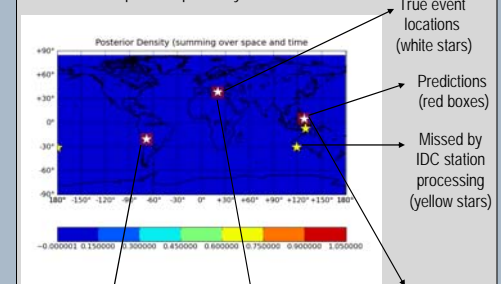 True event
locations
(white stars)
Posterior Density (summing over space and time
+90°
+60°
+30°
0°
-30°
-60°
-90°
180° -150° -120° -90° -60° -30° 0° +30° +60° +90° +120° +150° 180°
Predictions
(red boxes)
Missed by
IDC station
processing
(yellow stars)
-0.000001 0.150000 0.300000 0.450000 0.600000 0.750000 0.900000 1.050000